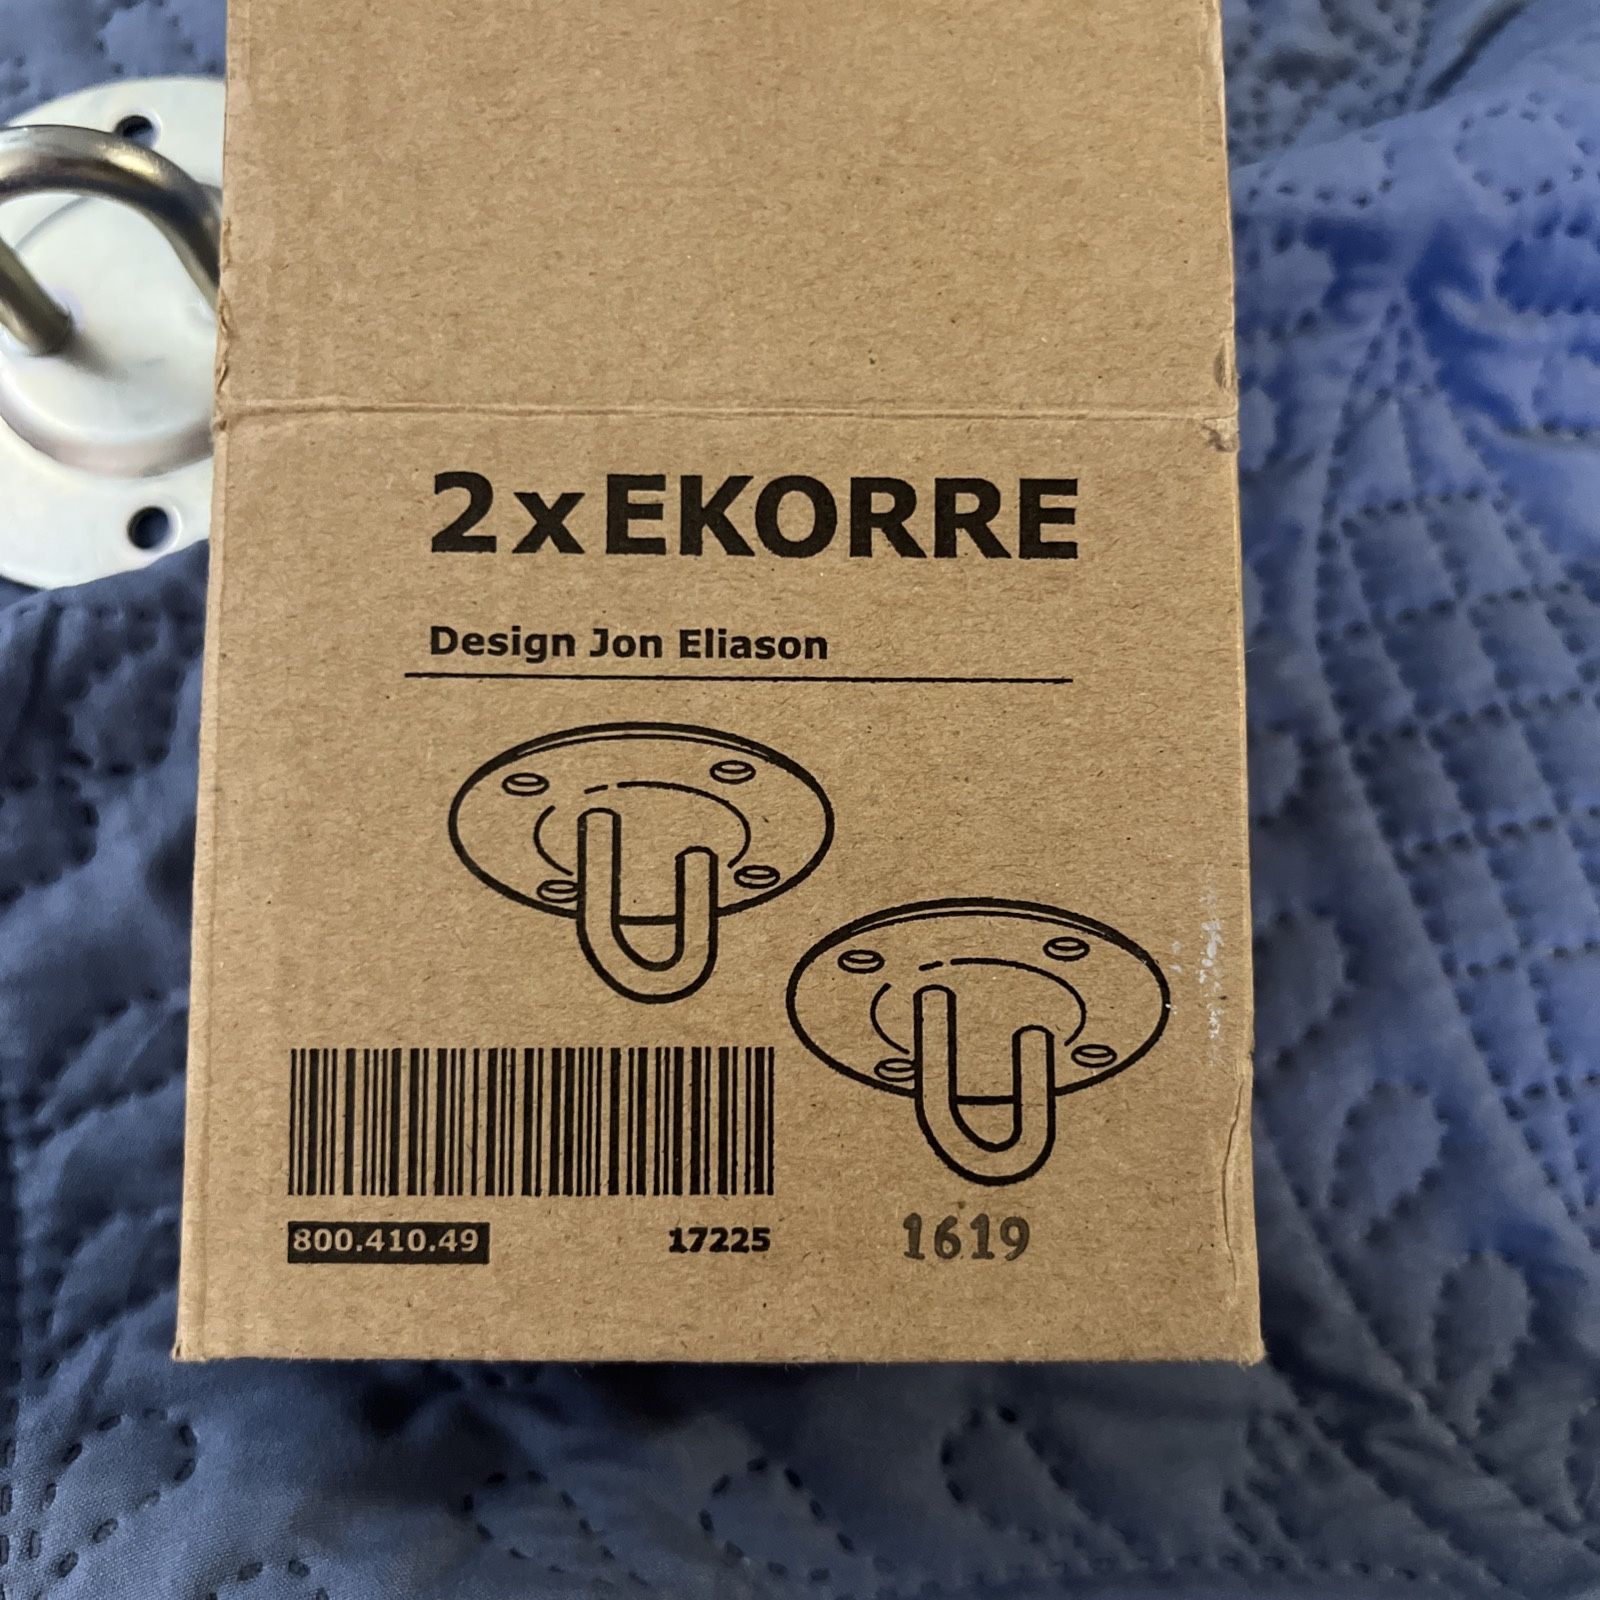 2xEKORRE
Design Jon Eliason
800.410.49 17225 1619